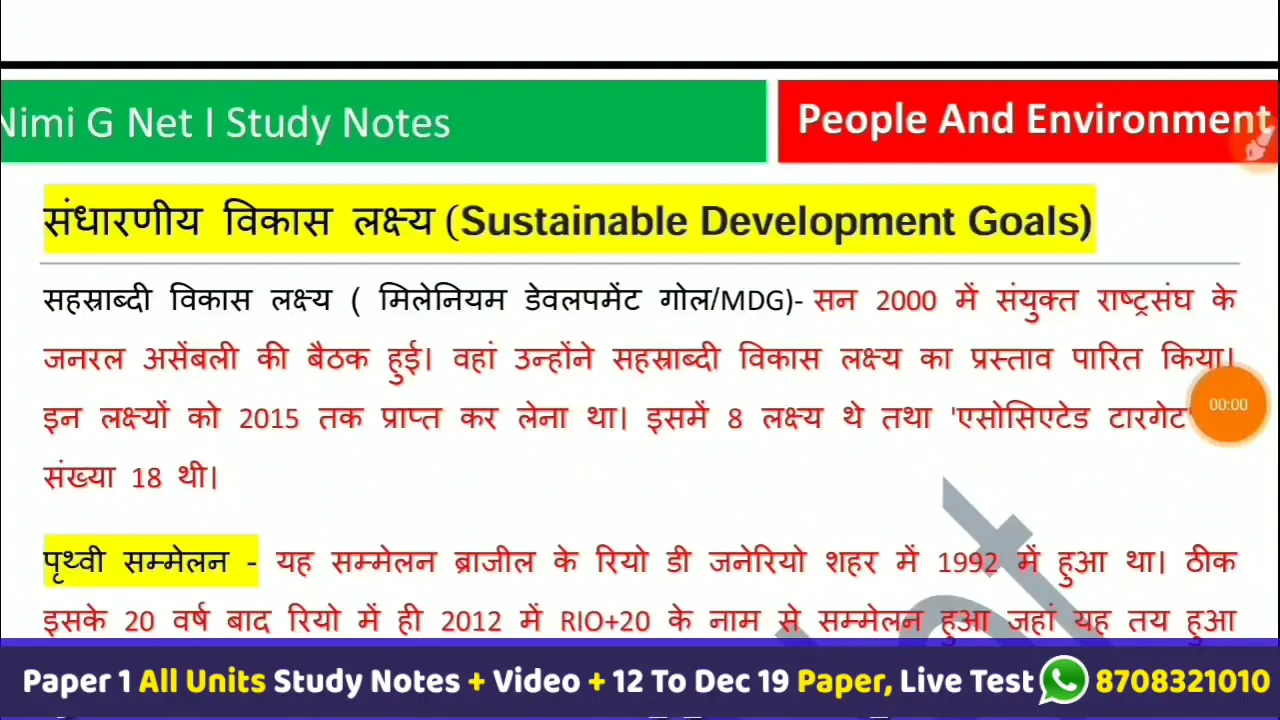 Nimi G Net I Study Notes
People And Environment
संधारणीय विकास लक्ष्य (Sustainable Development Goals)
सहस्राब्दी विकास लक्ष्य ( मिलेनियम डेवलपमेंट गोल/MDG)- सन 2000 में संयुक्त राष्ट्रसंघ के
जनरल असेंबली की बैठक हुई। वहां उन्होंने सहस्राब्दी विकास लक्ष्य का प्रस्ताव पारित किया।
इन लक्ष्यों को 2015 तक प्राप्त कर लेना था। इसमें 8 लक्ष्य थे तथा 'एसोसिएटेड टारगेट'
00:00
संख्या 18 थी।
पृथ्वी सम्मेलन - यह सम्मेलन ब्राजील के रियो डी जनेरियो शहर में 1992 में हुआ था। ठीक
इसके 20 वर्ष बाद रियो में ही 2012 में RIO+20 के नाम से सम्मेलन हुआ जहां यह तय हुआ
Paper 1 All Units Study Notes + Video + 12 To Dec 19 Paper, Live Test 8708321010